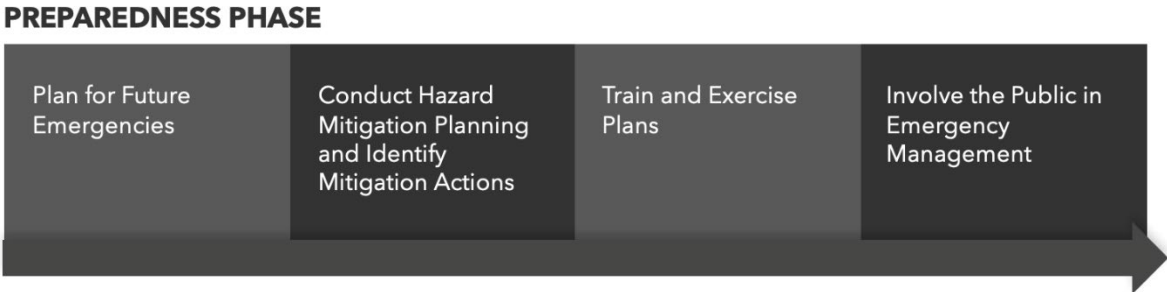 PREPAREDNESS PHASE
Plan for Future
Emergencies
Conduct Hazard
Mitigation Planning
and Identify
Mitigation Actions
Train and Exercise
Plans
Involve the Public in
Emergency
Management